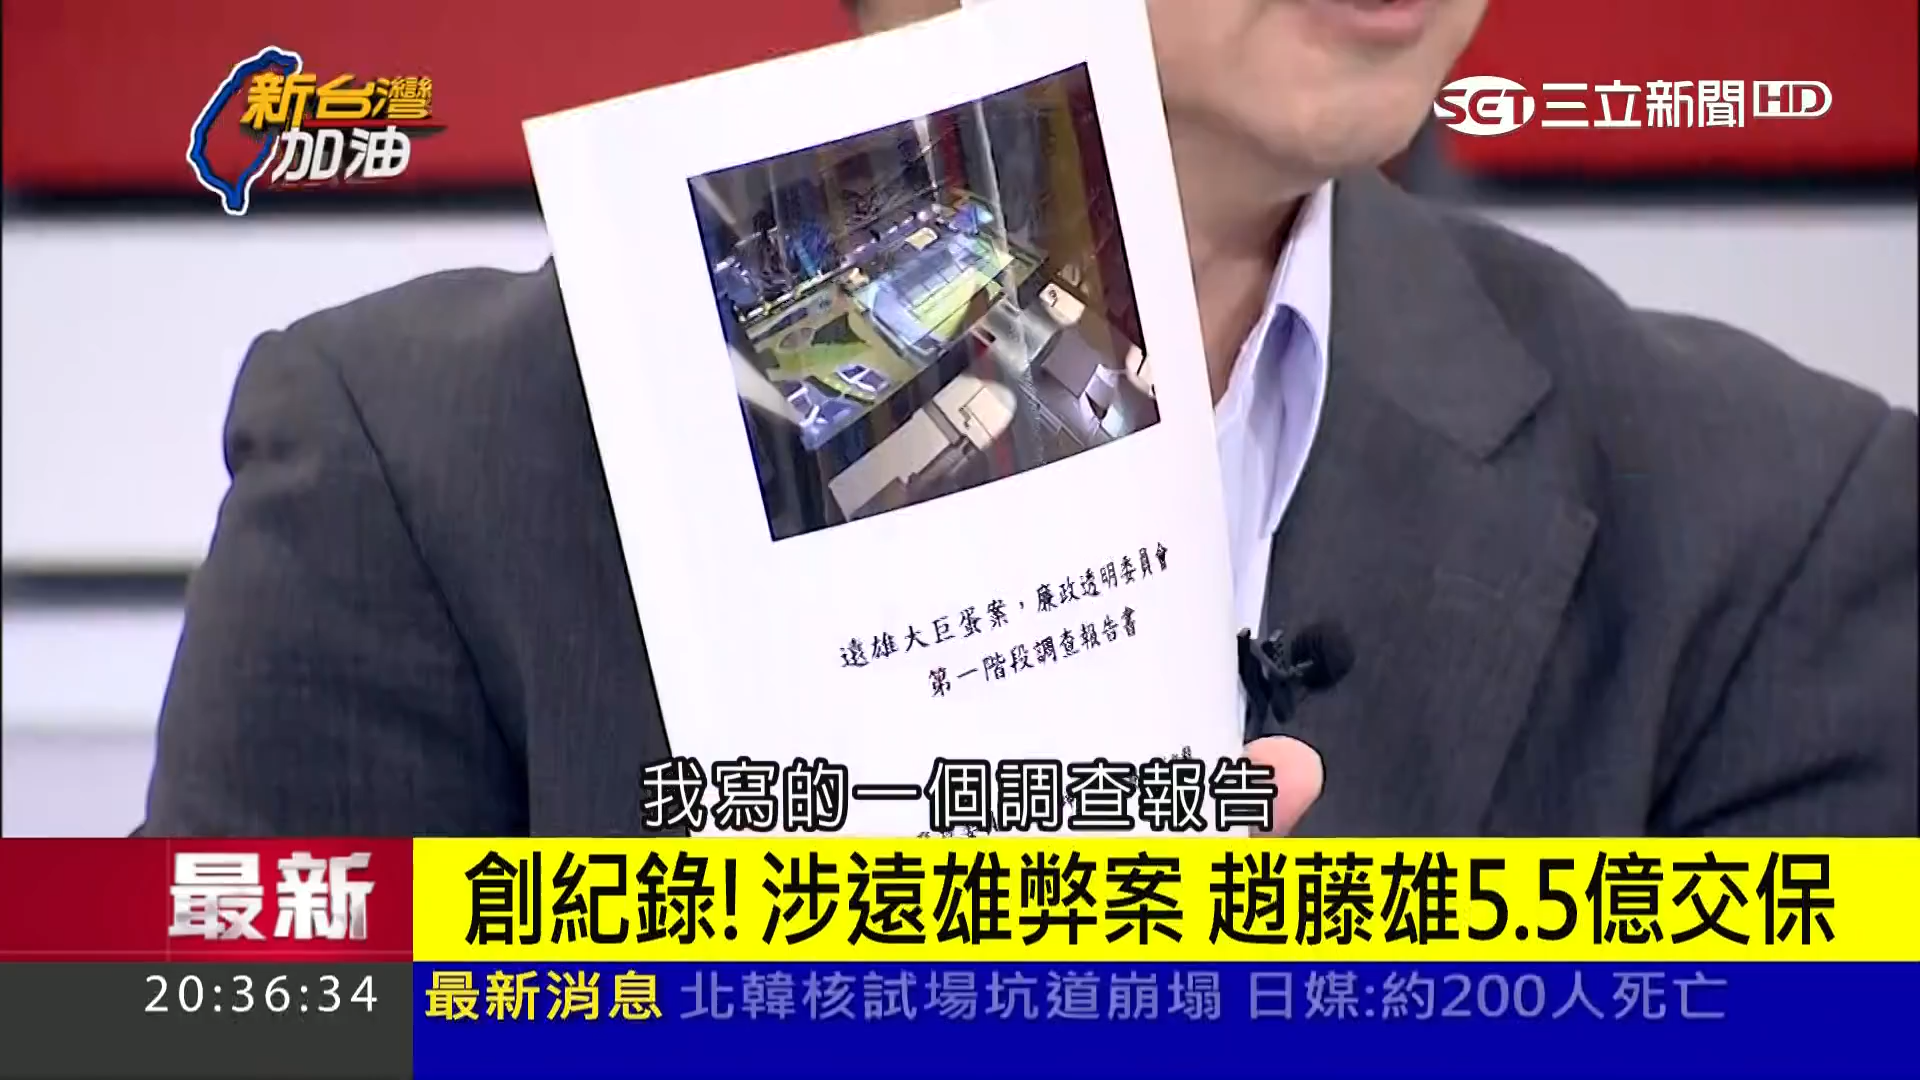 新台灣
加油
SET三立新聞HD
遠雄大巨蛋案，廉政透明委員會
第一階段調查報告書
我寫的一個調查報告
最新
創紀錄! 涉遠雄弊案 趙藤雄5.5億交保
20:36:34
最新消息 北韓核試場坑道崩塌 日媒:約200人死亡